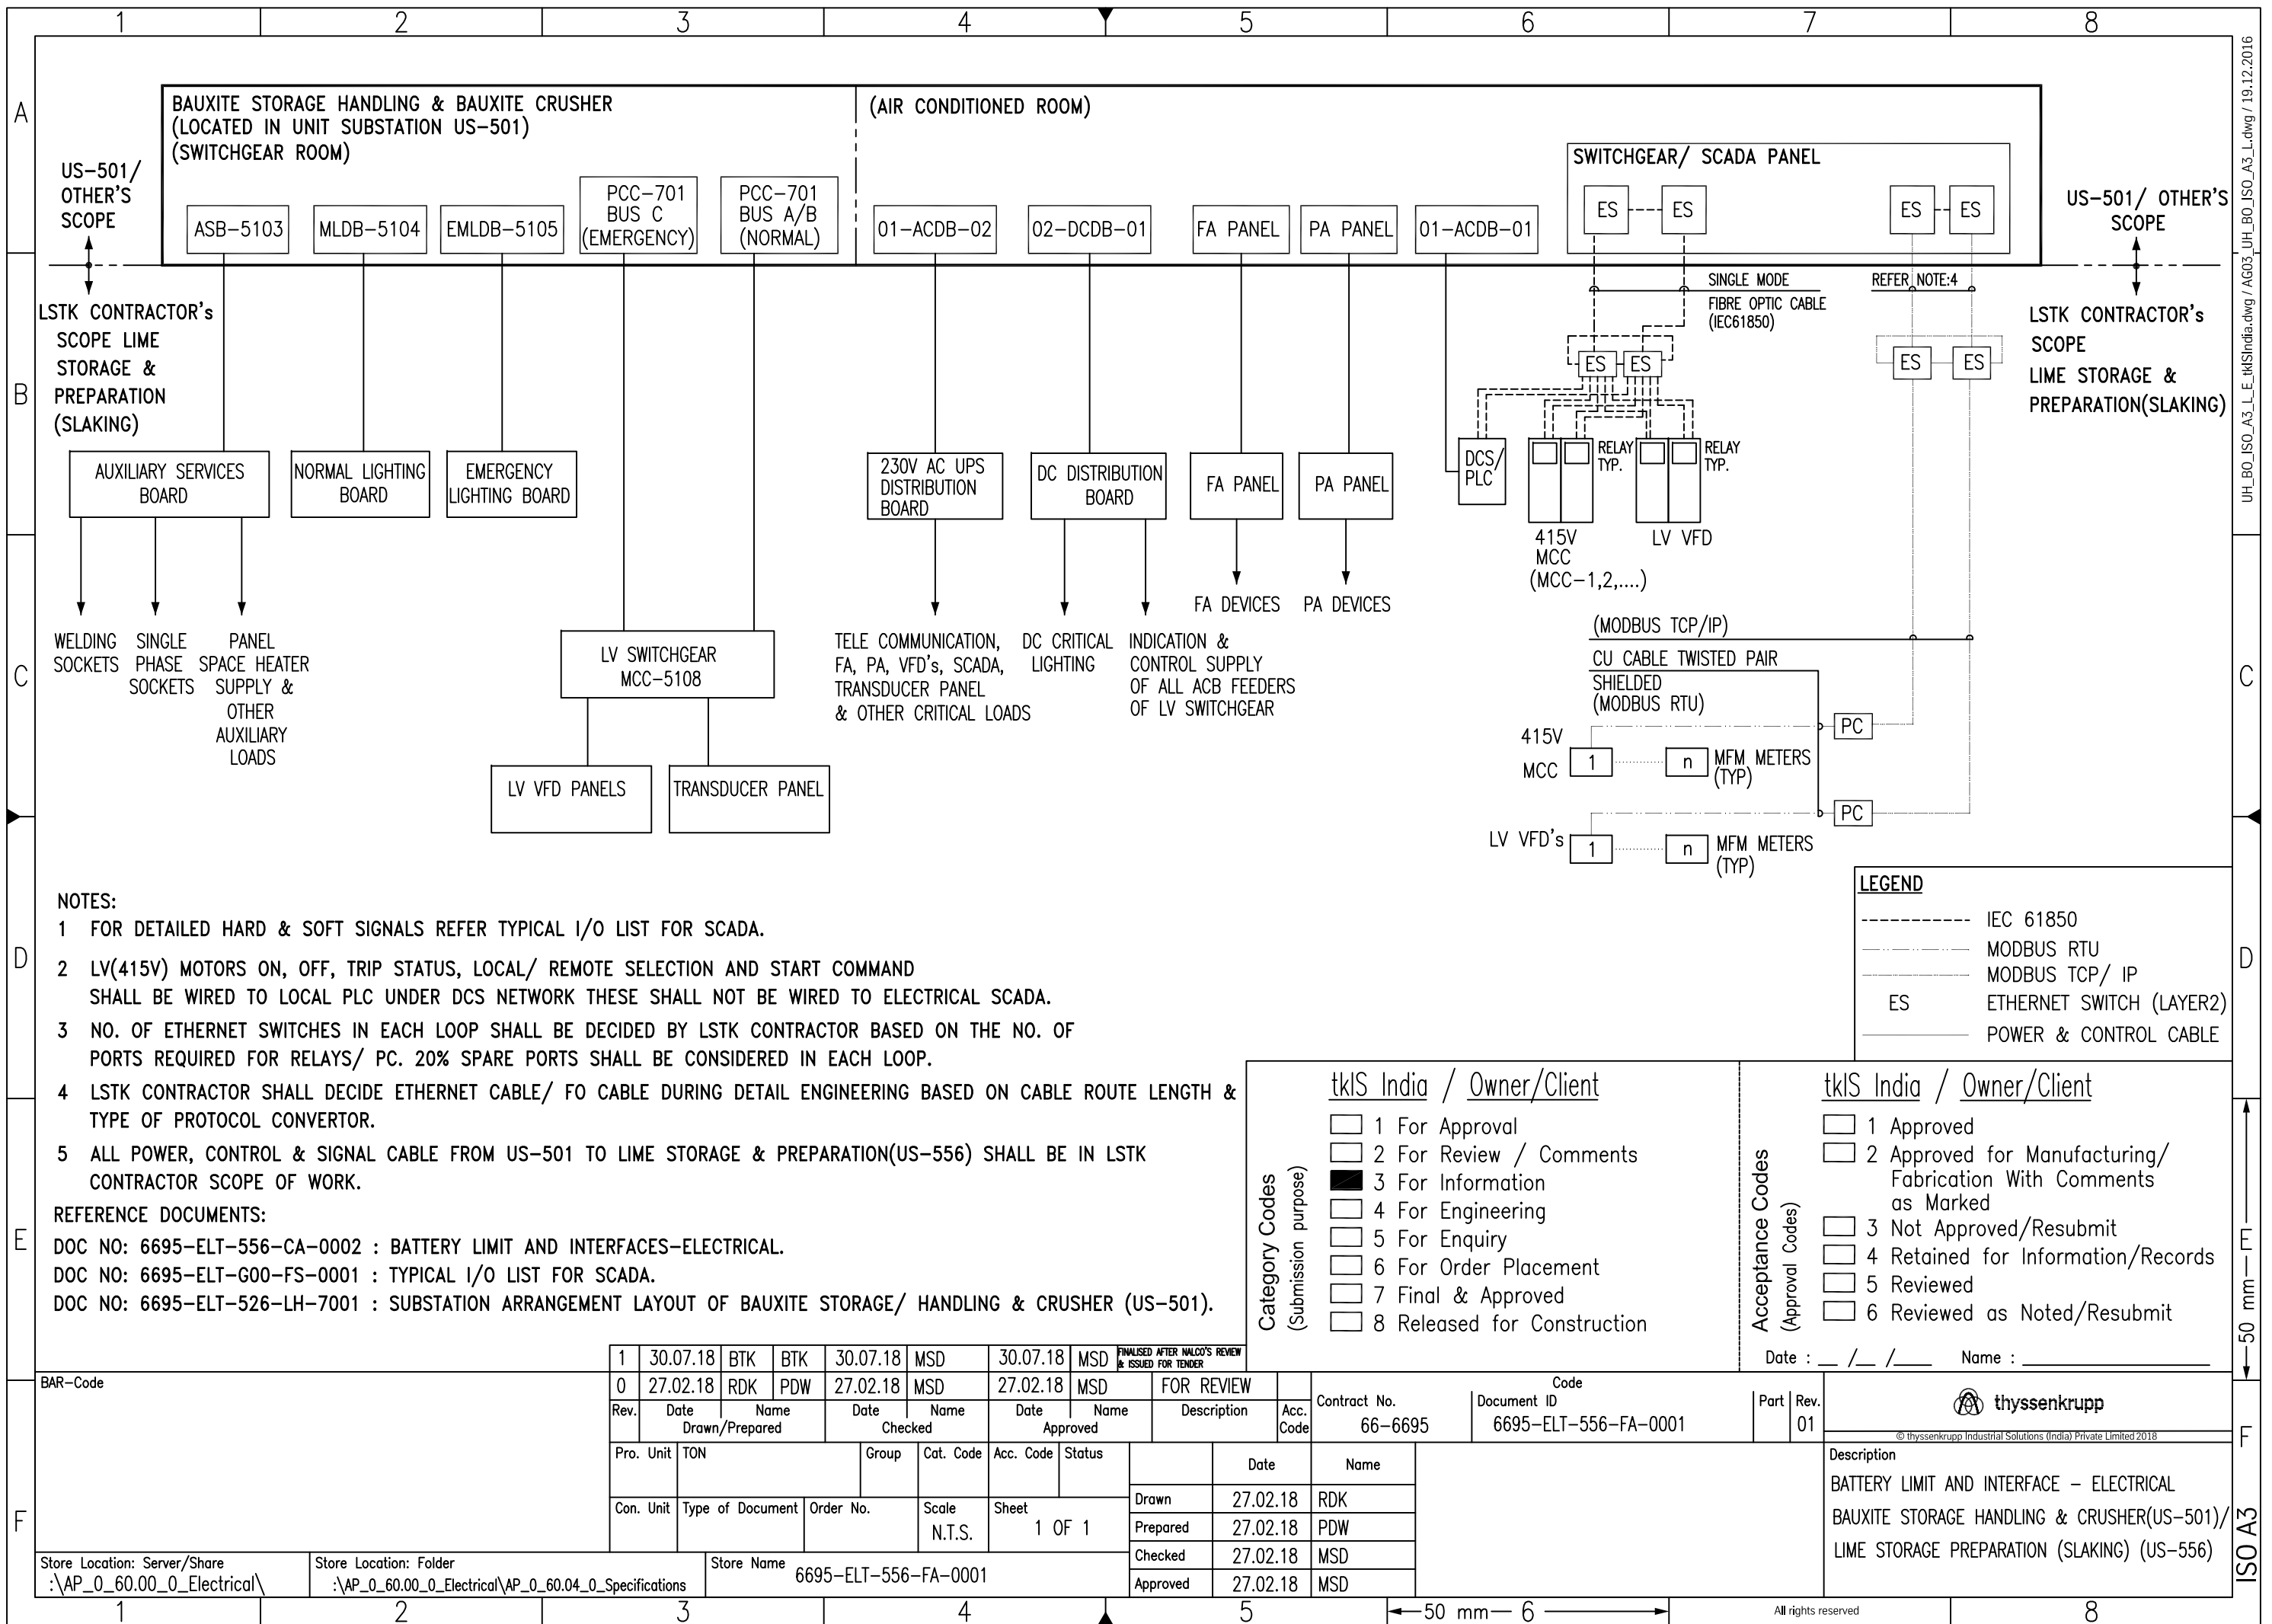 1 2 3 4 5 6 7 8
A
B
C
D
E
F
BAUXITE STORAGE HANDLING & BAUXITE CRUSHER
(LOCATED IN UNIT SUBSTATION US-501)
(SWITCHGEAR ROOM)
(AIR CONDITIONED ROOM)
SWITCHGEAR/ SCADA PANEL
US-501/
OTHER'S
SCOPE
ASB-5103
MLDB-5104
EMLDB-5105
PCC-701
BUS C
(EMERGENCY)
PCC-701
BUS A/B
(NORMAL)
01-ACDB-02
02-DCDB-01
FA PANEL
PA PANEL
01-ACDB-01
ES
ES
ES
ES
US-501/ OTHER'S
SCOPE
LSTK CONTRACTOR's
SCOPE LIME
STORAGE &
PREPARATION
(SLAKING)
SINGLE MODE
FIBRE OPTIC CABLE
(IEC61850)
REFER NOTE:4
LSTK CONTRACTOR's
SCOPE
LIME STORAGE &
PREPARATION(SLAKING)
ES
ES
ES
ES
AUXILIARY SERVICES
BOARD
NORMAL LIGHTING
BOARD
EMERGENCY
LIGHTING BOARD
230V AC UPS
DISTRIBUTION
BOARD
DC DISTRIBUTION
BOARD
FA PANEL
PA PANEL
DCS/
PLC
RELAY
TYP.
RELAY
TYP.
415V
MCC
(MCC-1,2,....)
LV VFD
WELDING
SOCKETS
SINGLE
PHASE
SOCKETS
PANEL
SPACE HEATER
SUPPLY &
OTHER
AUXILIARY
LOADS
LV SWITCHGEAR
MCC-5108
LV VFD PANELS
TRANSDUCER PANEL
TELE COMMUNICATION,
FA, PA, VFD's, SCADA,
TRANSDUCER PANEL
& OTHER CRITICAL LOADS
DC CRITICAL
LIGHTING
INDICATION &
CONTROL SUPPLY
OF ALL ACB FEEDERS
OF LV SWITCHGEAR
FA DEVICES
PA DEVICES
(MODBUS TCP/IP)
CU CABLE TWISTED PAIR
SHIELDED
(MODBUS RTU)
PC
415V
MCC
1
n
MFM METERS
(TYP)
PC
LV VFD's
1
n
MFM METERS
(TYP)
LEGEND
IEC 61850
MODBUS RTU
MODBUS TCP/ IP
ES ETHERNET SWITCH (LAYER2)
POWER & CONTROL CABLE
NOTES:
1 FOR DETAILED HARD & SOFT SIGNALS REFER TYPICAL I/O LIST FOR SCADA.
2 LV(415V) MOTORS ON, OFF, TRIP STATUS, LOCAL/ REMOTE SELECTION AND START COMMAND
SHALL BE WIRED TO LOCAL PLC UNDER DCS NETWORK THESE SHALL NOT BE WIRED TO ELECTRICAL SCADA.
3 NO. OF ETHERNET SWITCHES IN EACH LOOP SHALL BE DECIDED BY LSTK CONTRACTOR BASED ON THE NO. OF
PORTS REQUIRED FOR RELAYS/ PC. 20% SPARE PORTS SHALL BE CONSIDERED IN EACH LOOP.
4 LSTK CONTRACTOR SHALL DECIDE ETHERNET CABLE/ FO CABLE DURING DETAIL ENGINEERING BASED ON CABLE ROUTE LENGTH &
TYPE OF PROTOCOL CONVERTOR.
5 ALL POWER, CONTROL & SIGNAL CABLE FROM US-501 TO LIME STORAGE & PREPARATION(US-556) SHALL BE IN LSTK
CONTRACTOR SCOPE OF WORK.
REFERENCE DOCUMENTS:
DOC NO: 6695-ELT-556-CA-0002 : BATTERY LIMIT AND INTERFACES-ELECTRICAL.
DOC NO: 6695-ELT-G00-FS-0001 : TYPICAL I/O LIST FOR SCADA.
DOC NO: 6695-ELT-526-LH-7001 : SUBSTATION ARRANGEMENT LAYOUT OF BAUXITE STORAGE/ HANDLING & CRUSHER (US-501).
Category Codes
(Submission purpose)
tkIS India / Owner/Client
1 For Approval
2 For Review / Comments
3 For Information
4 For Engineering
5 For Enquiry
6 For Order Placement
7 Final & Approved
8 Released for Construction
Acceptance Codes
(Approval Codes)
tkIS India / Owner/Client
1 Approved
2 Approved for Manufacturing/
Fabrication With Comments
as Marked
3 Not Approved/Resubmit
4 Retained for Information/Records
5 Reviewed
6 Reviewed as Noted/Resubmit
Date : __ /__ /____ Name : ____________
1 30.07.18 BTK BTK 30.07.18 MSD 30.07.18 MSD FINALISED AFTER NALCO'S REVIEW
& ISSUED FOR TENDER
0 27.02.18 RDK PDW 27.02.18 MSD 27.02.18 MSD FOR REVIEW
Rev. Date Name Date Name Date Name Description Acc.
Code
Drawn/Prepared Checked Approved
BAR-Code
Code
Contract No. Document ID Part Rev.
66-6695 6695-ELT-556-FA-0001 01
thyssenkrupp
© thyssenkrupp Industrial Solutions (India) Private Limited 2018
Pro. Unit TON Group Cat. Code Acc. Code Status
Con. Unit Type of Document Order No. Scale Sheet
N.T.S. 1 OF 1
Date Name
Drawn 27.02.18 RDK
Prepared 27.02.18 PDW
Checked 27.02.18 MSD
Approved 27.02.18 MSD
Description
BATTERY LIMIT AND INTERFACE - ELECTRICAL
BAUXITE STORAGE HANDLING & CRUSHER(US-501)/
LIME STORAGE PREPARATION (SLAKING) (US-556)
Store Location: Server/Share
:\AP_0_60.00_0_Electrical\
Store Location: Folder
:\AP_0_60.00_0_Electrical\AP_0_60.04_0_Specifications
Store Name 6695-ELT-556-FA-0001
UH_BO_ISO_A3_L_E_tkISIndia.dwg / AG03_UH_BO_ISO_A3_L.dwg / 19.12.2016
A
B
C
D
E
F
50 mm
ISO A3
1 2 3 4 5 50 mm 6 All rights reserved 8